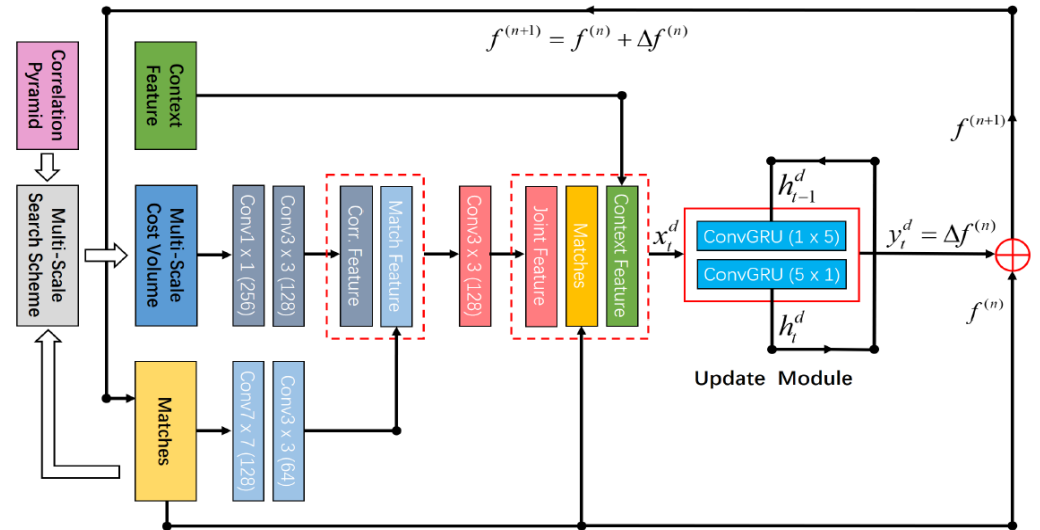 f^{(n+1)} = f^{(n)} + Δf^{(n)}
Correlation
Pyramid
Context
Feature
f^{(n+1)}
Multi-Scale
Search Scheme
Multi-Scale
Cost Volume
Conv1 x 1 (256)
Conv3 x 3 (128)
Corr. Feature
Match Feature
Conv3 x 3 (128)
Joint Feature
Matches
Context Feature
x_t^d
h_{t-1}^d
ConvGRU (1 x 5)
ConvGRU (5 x 1)
h_t^d
y_t^d = Δf^{(n)}
f^{(n)}
Update Module
Matches
Conv7 x 7 (128)
Conv3 x 3 (64)